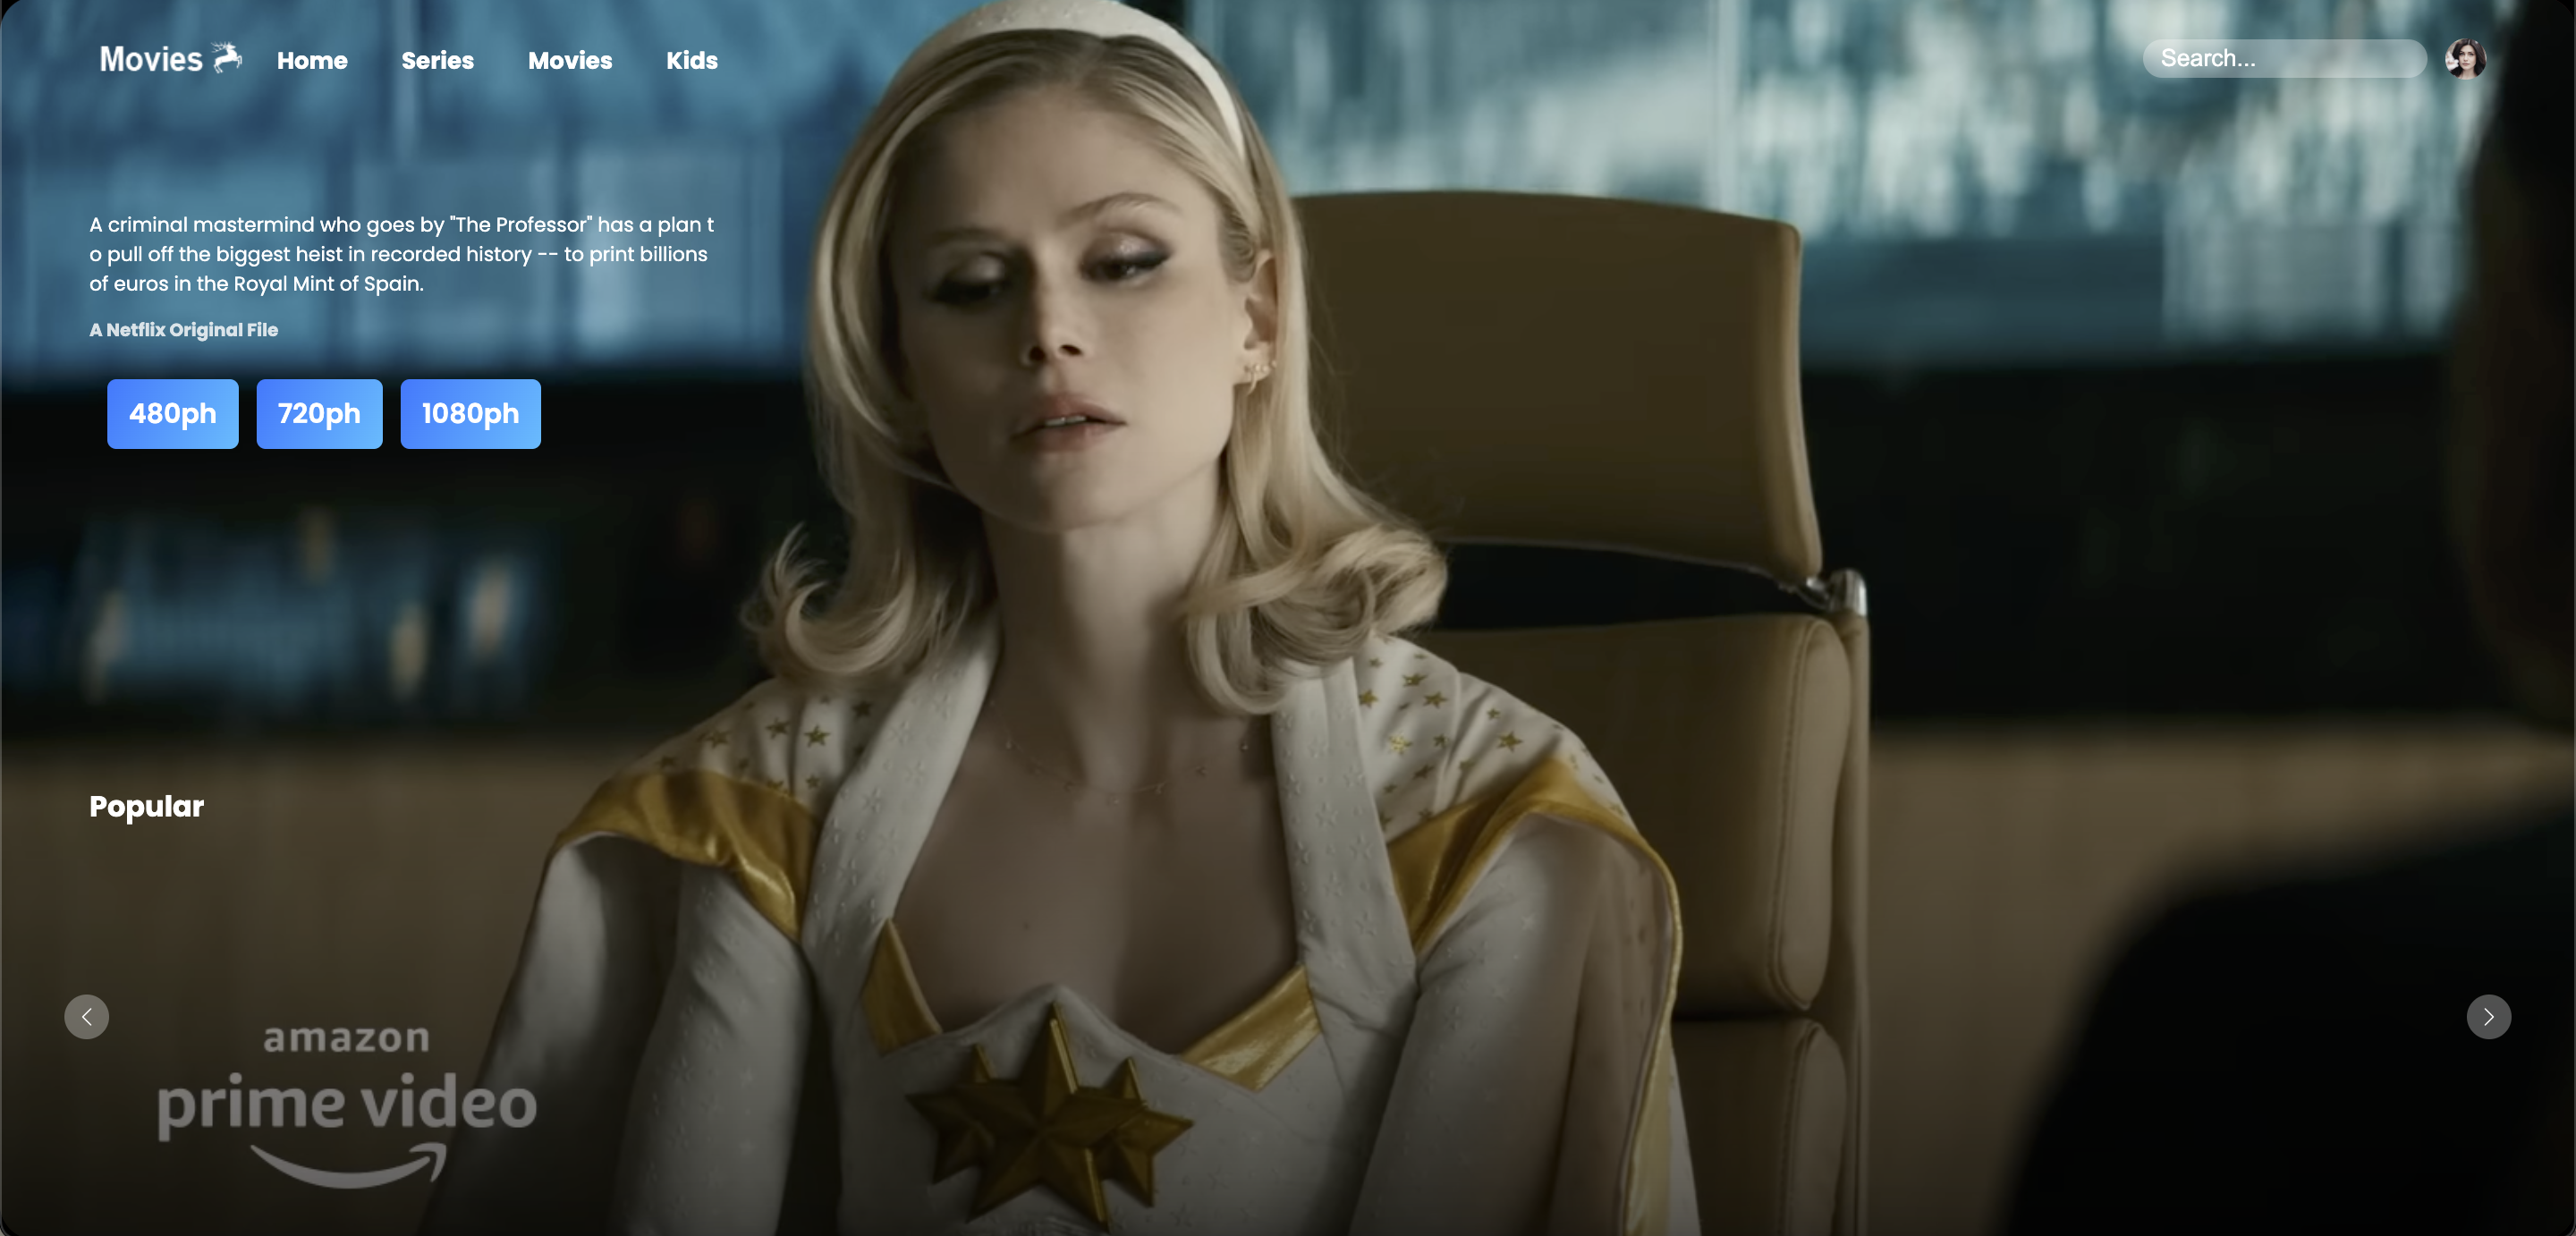 Movies
Home
Series
Movies
Kids
Search...
A criminal mastermind who goes by "The Professor" has a plan t
o pull off the biggest heist in recorded history -- to print billions
of euros in the Royal Mint of Spain.
A Netflix Original File
480ph
720ph
1080ph
Popular
amazon
prime video